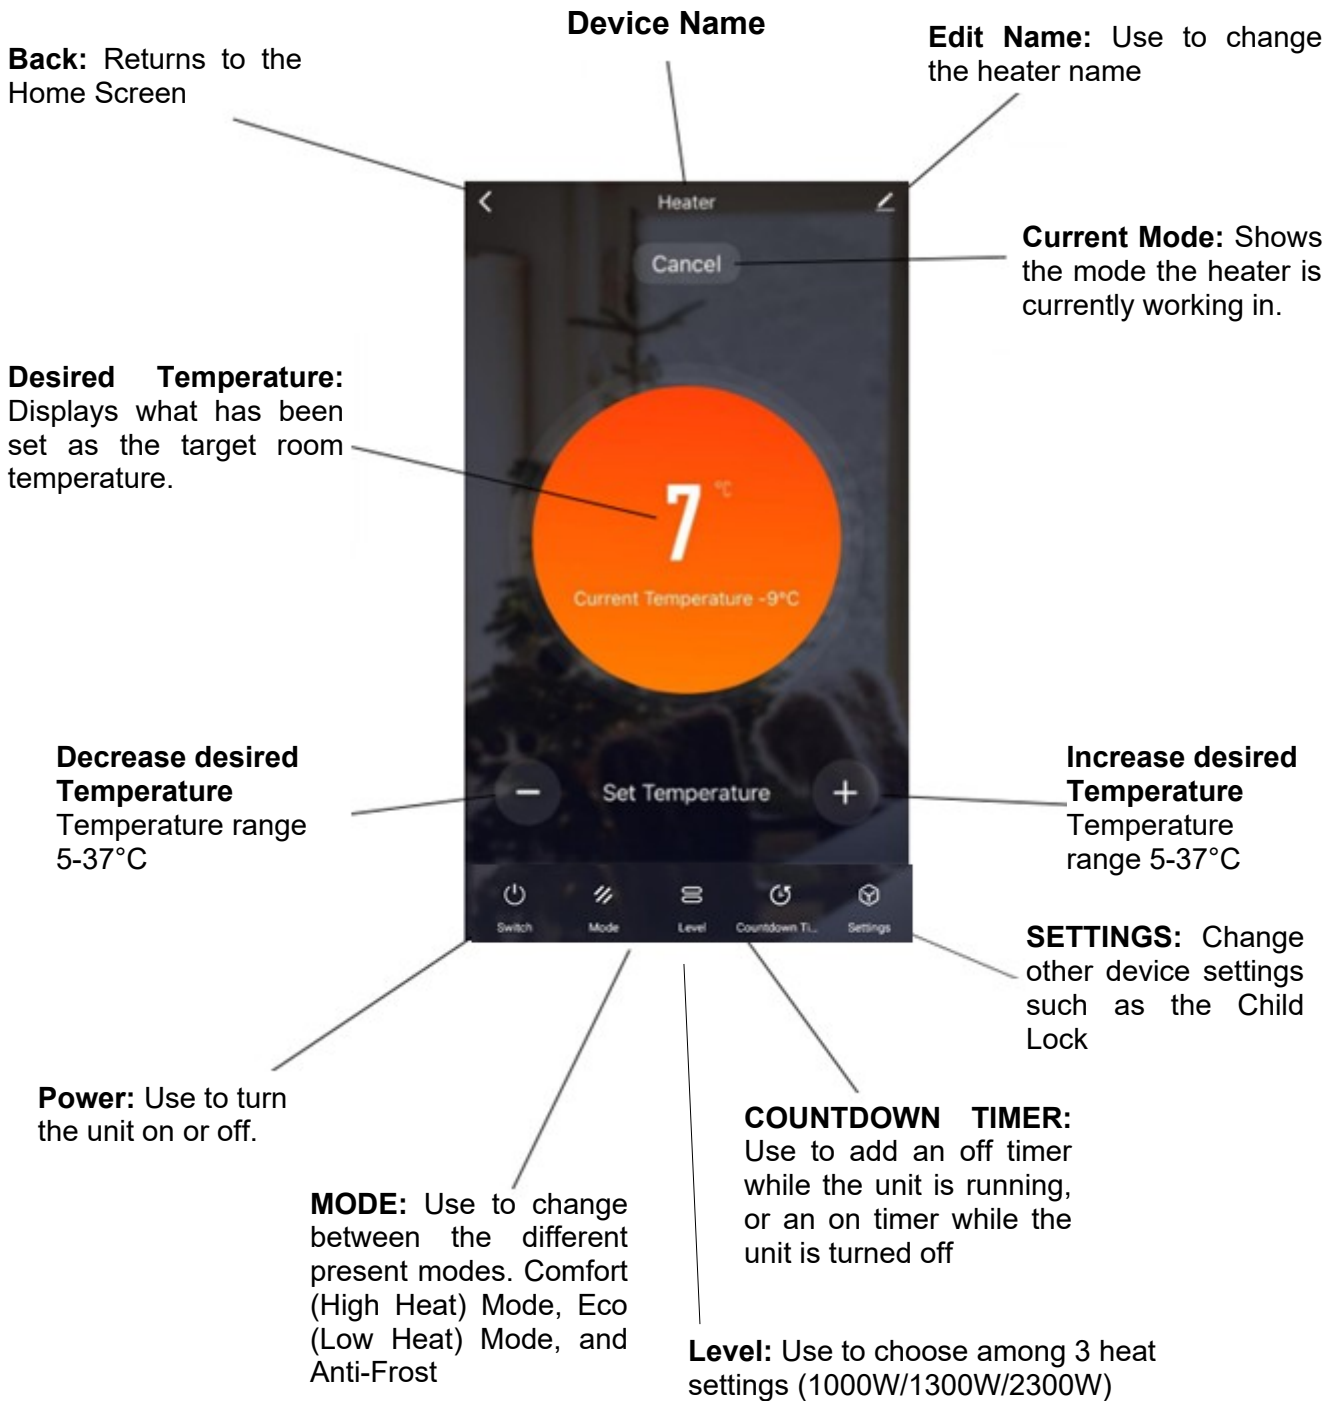 Device Name
Back: Returns to the
Home Screen
Edit Name: Use to change
the heater name
Heater
Cancel
Current Mode: Shows
the mode the heater is
currently working in.
Desired Temperature:
Displays what has been
set as the target room
temperature.
7 °C
Current Temperature -9°C
Decrease desired
Temperature
Temperature range
5-37°C
Set Temperature
Increase desired
Temperature
Temperature
range 5-37°C
Switch
Mode
Level
Countdown Ti...
Settings
SETTINGS: Change
other device settings
such as the Child
Lock
Power: Use to turn
the unit on or off.
COUNTDOWN TIMER:
Use to add an off timer
while the unit is running,
or an on timer while the
unit is turned off
MODE: Use to change
between the different
present modes. Comfort
(High Heat) Mode, Eco
(Low Heat) Mode, and
Anti-Frost
Level: Use to choose among 3 heat
settings (1000W/1300W/2300W)